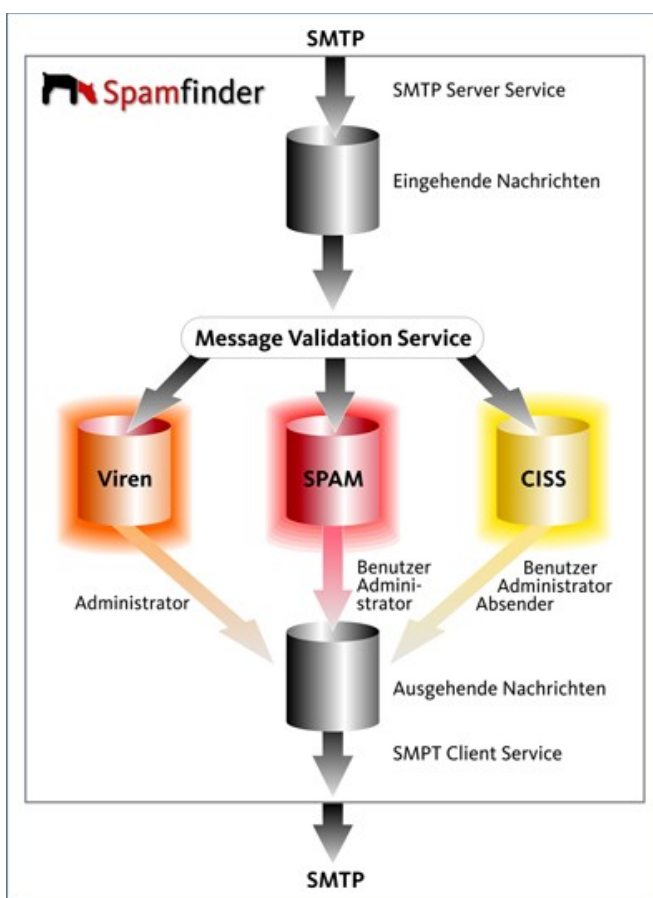 SMTP
Spamfinder
SMTP Server Service
Eingehende Nachrichten
Message Validation Service
Viren
SPAM
CISS
Administrator
Benutzer
Admini-
strator
Benutzer
Administrator
Absender
Ausgehende Nachrichten
SMPT Client Service
SMTP